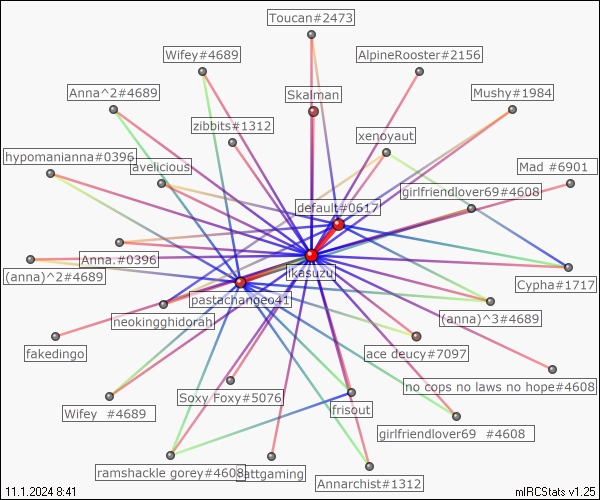 Toucan#2473
Wifey#4689
AlpineRooster#2156
Anna^2#4689
Skalman
Mushy#1984
zibbits#1312
xenoyaut
hypomanianna#0396
avelicious
Mad #6901
girlfriendlover69#4608
default#0617
Anna.#0396
ikasuzu
(anna)^2#4689
Cypha#1717
pastachangeo41
neokingghidorah
(anna)^3#4689
fakedingo
ace deucy#7097
no cops no laws no hope#4608
Soxy Foxy#5076
Wifey #4689
frisout
girlfriendlover69 #4608
ramshackle gorey#4608
attgaming
Annarchist#1312
11.1.2024 8:41
mIRCStats v1.25